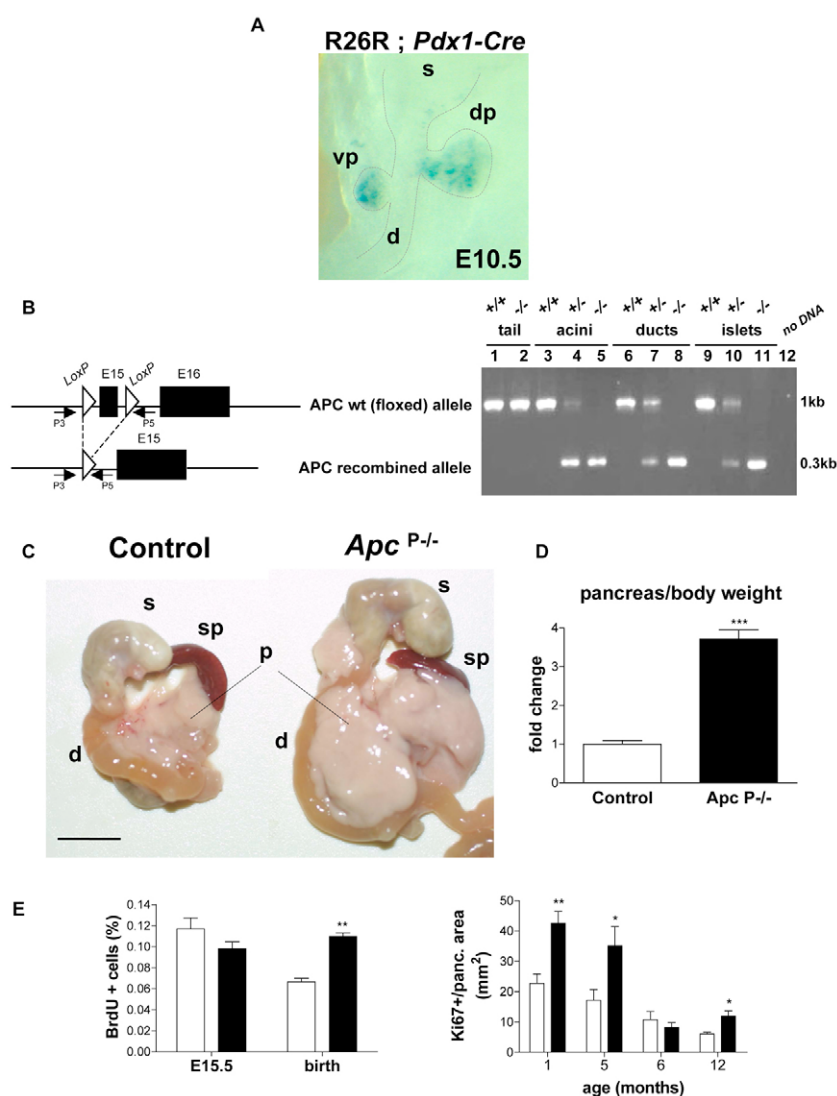 A
R26R ; Pdx1-Cre
s
dp
vp
d
E10.5
B
+/+ -/- +/+ +/- -/- +/+ +/- -/- +/+ +/- -/- no DNA
tail acini ducts islets
1 2 3 4 5 6 7 8 9 10 11 12
LoxP E15 LoxP E16
P3 P5
APC wt (floxed) allele
1kb
E15
P3 P5
APC recombined allele
0.3kb
C
Control
Apc P-/-
s
sp
p
d
s
sp
d
D
pancreas/body weight
***
fold change
4
3
2
1
0
Control Apc P-/-
E
BrdU + cells (%)
0.14
0.12
0.10
0.08
0.06
0.04
0.02
0.00
**
E15.5 birth
Ki67+/panc. area
(mm2)
50
40
30
20
10
0
** * *
1 5 6 12
age (months)